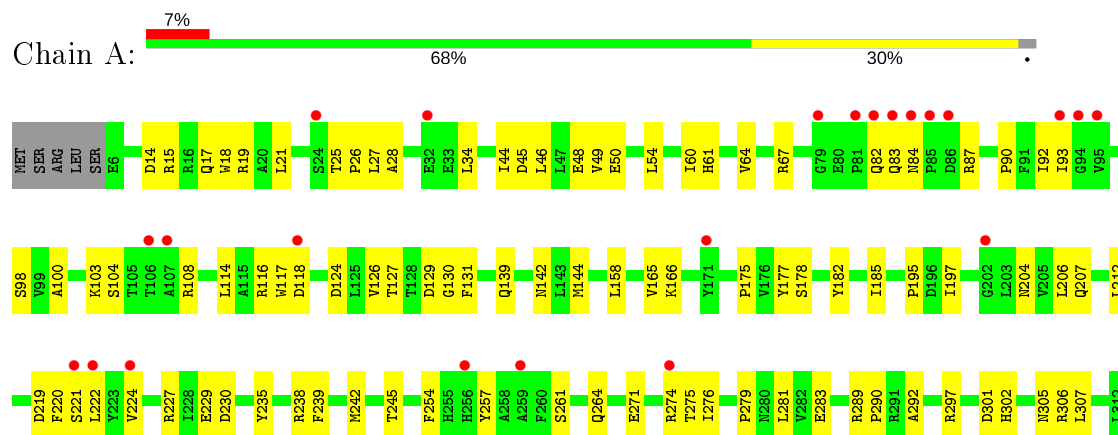 7%
Chain A:
68% 30% •
MET SER ARG LEU SER E6 D14 R15 R16 Q17 W18 R19 A20 L21 S24 T25 P26 L27 A28 E32 E33 L34 I44 D45 L46 L47 E48 V49 E50 L54 I60 H61 V64 R67 G79 E80 P81 Q82 Q83 N84 P85 D86 R87 P90 F91 I92 I93 G94 V95
S98 V99 A100 K103 S104 T105 T106 A107 R108 L114 A115 R116 W117 D118 D124 L125 V126 T127 T128 D129 G130 F131 Q139 N142 L143 M144 L158 V165 K166 Y171 P175 V176 Y177 S178 Y182 I185 P195 D196 I197 G202 L203 N204 V205 L206 Q207
D219 F220 S221 L222 Y223 V224 R227 I228 E229 D230 Y235 R238 F239 M242 T245 F254 H255 H256 Y257 A258 A259 F260 S261 Q264 E271 R274 T275 I276 P279 N280 L281 V282 E283 R289 P290 R291 A292 R297 D301 H302 N305 R306 L307